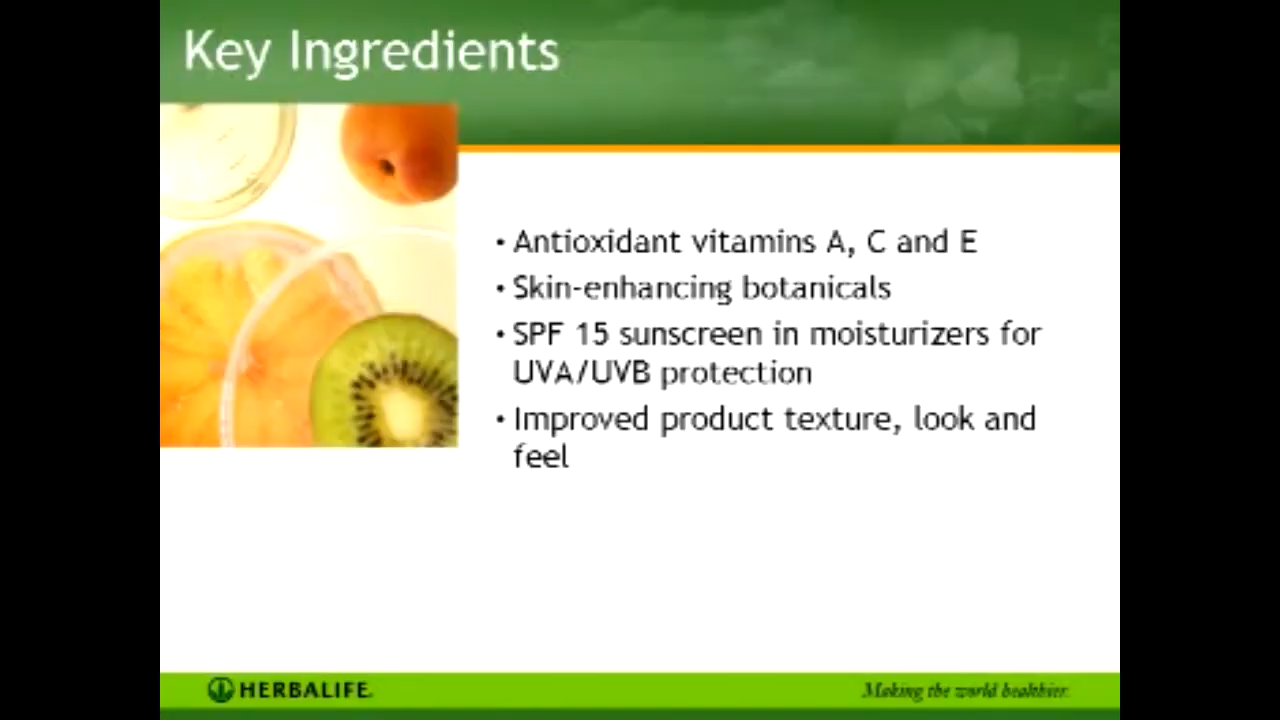 Key Ingredients
• Antioxidant vitamins A, C and E
• Skin-enhancing botanicals
• SPF 15 sunscreen in moisturizers for
UVA/UVB protection
• Improved product texture, look and
feel
HERBALIFE.
Making the world healthier.